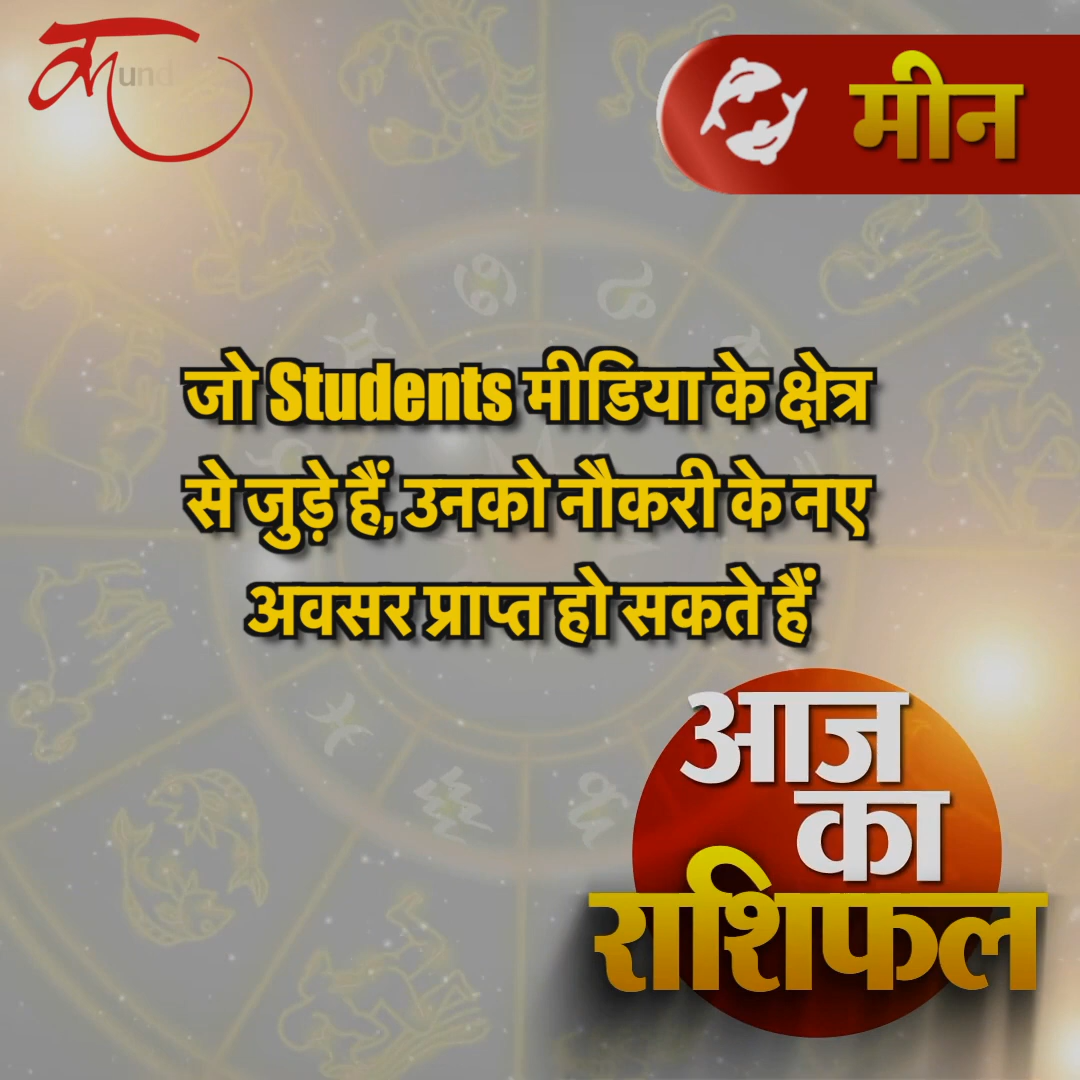 मीन
जो Students मीडिया के क्षेत्र
से जुड़े हैं, उनको नौकरी के नए
अवसर प्राप्त हो सकते हैं
आज
का
राशिफल